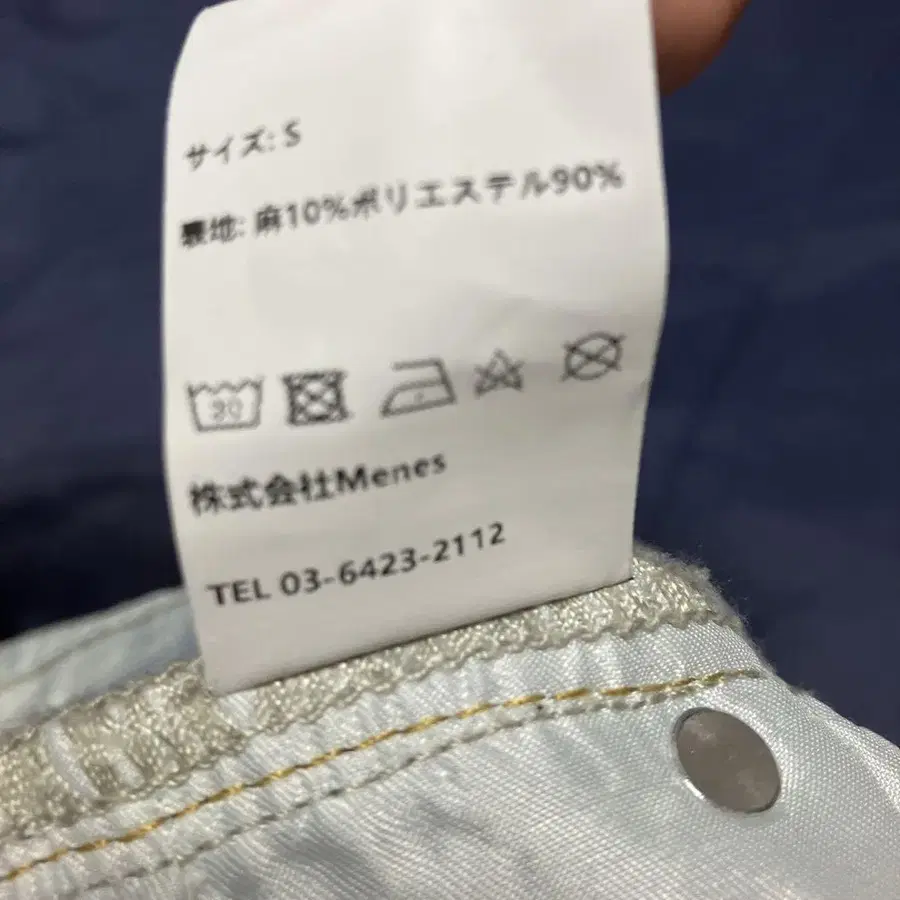 サイズ: S
表地: 麻10%ポリエステル90%
30
株式会社Menes
TEL 03-6423-2112